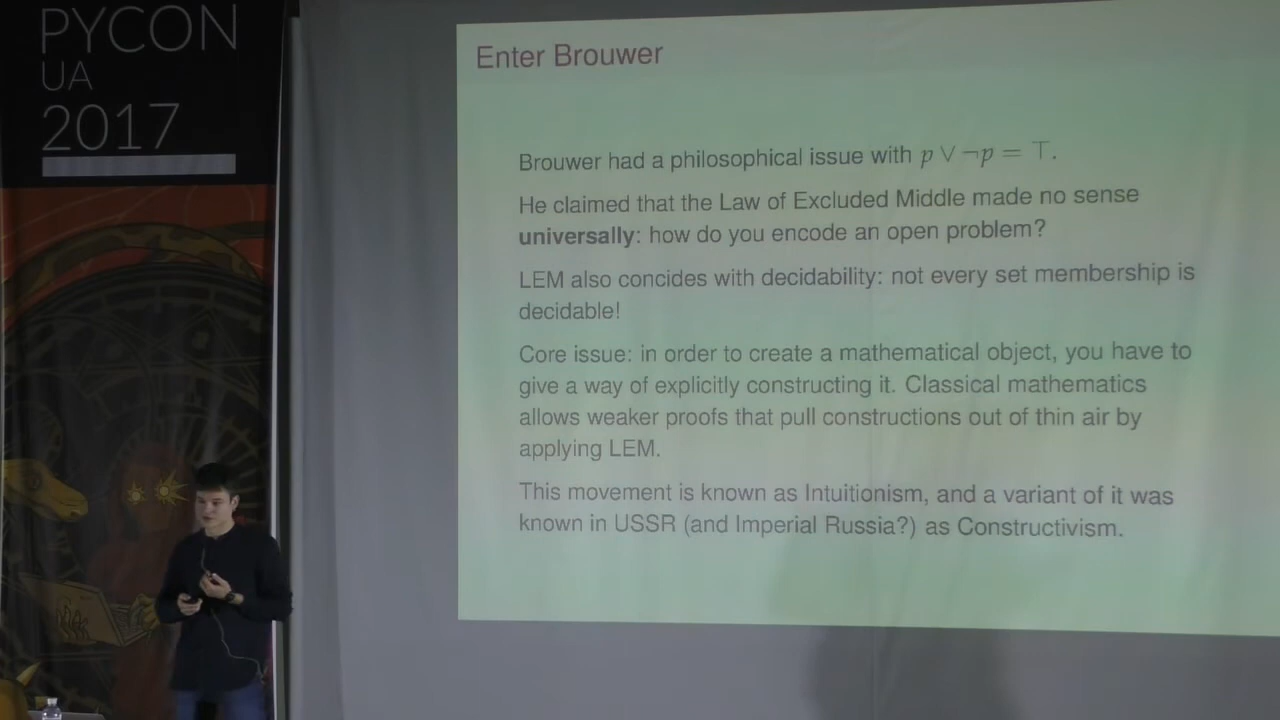 PYCON
UA
2017
Enter Brouwer
Brouwer had a philosophical issue with p ∨ ¬p = ⊤.
He claimed that the Law of Excluded Middle made no sense
universally: how do you encode an open problem?
LEM also concides with decidability: not every set membership is
decidable!
Core issue: in order to create a mathematical object, you have to
give a way of explicitly constructing it. Classical mathematics
allows weaker proofs that pull constructions out of thin air by
applying LEM.
This movement is known as Intuitionism, and a variant of it was
known in USSR (and Imperial Russia?) as Constructivism.